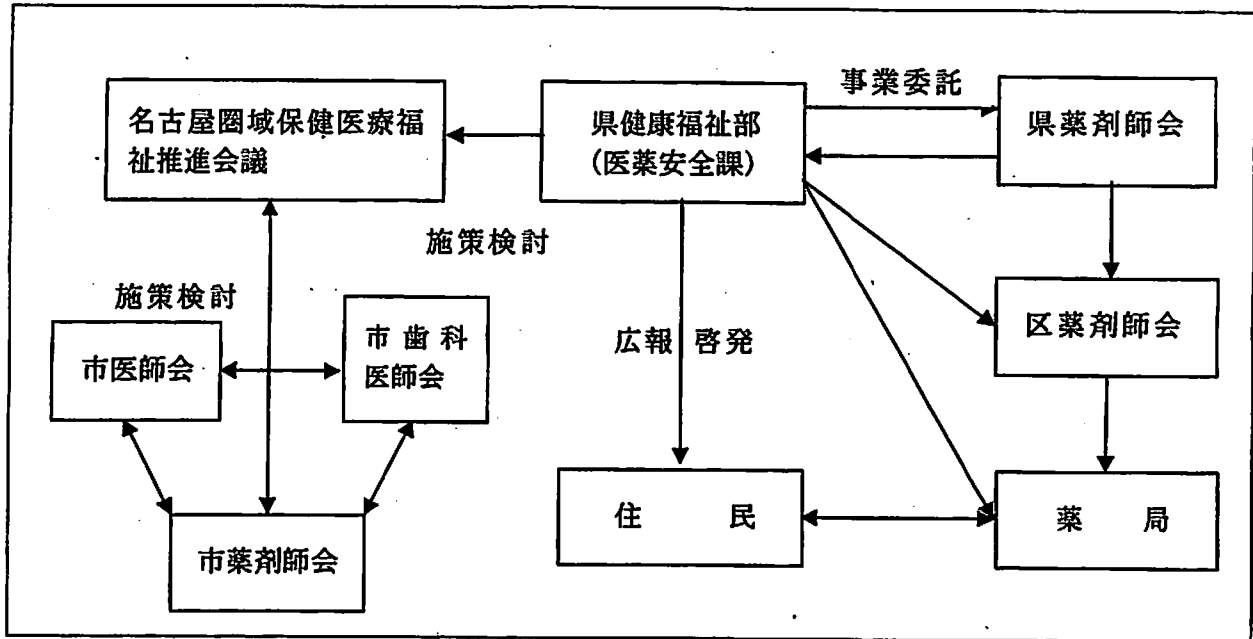 名古屋圏域保健医療福
祉推進会議
県健康福祉部
(医薬安全課)
事業委託
県薬剤師会
施策検討
施策検討
市医師会
市歯科
医師会
広報 啓発
区薬剤師会
市薬剤師会
住 民
薬 局